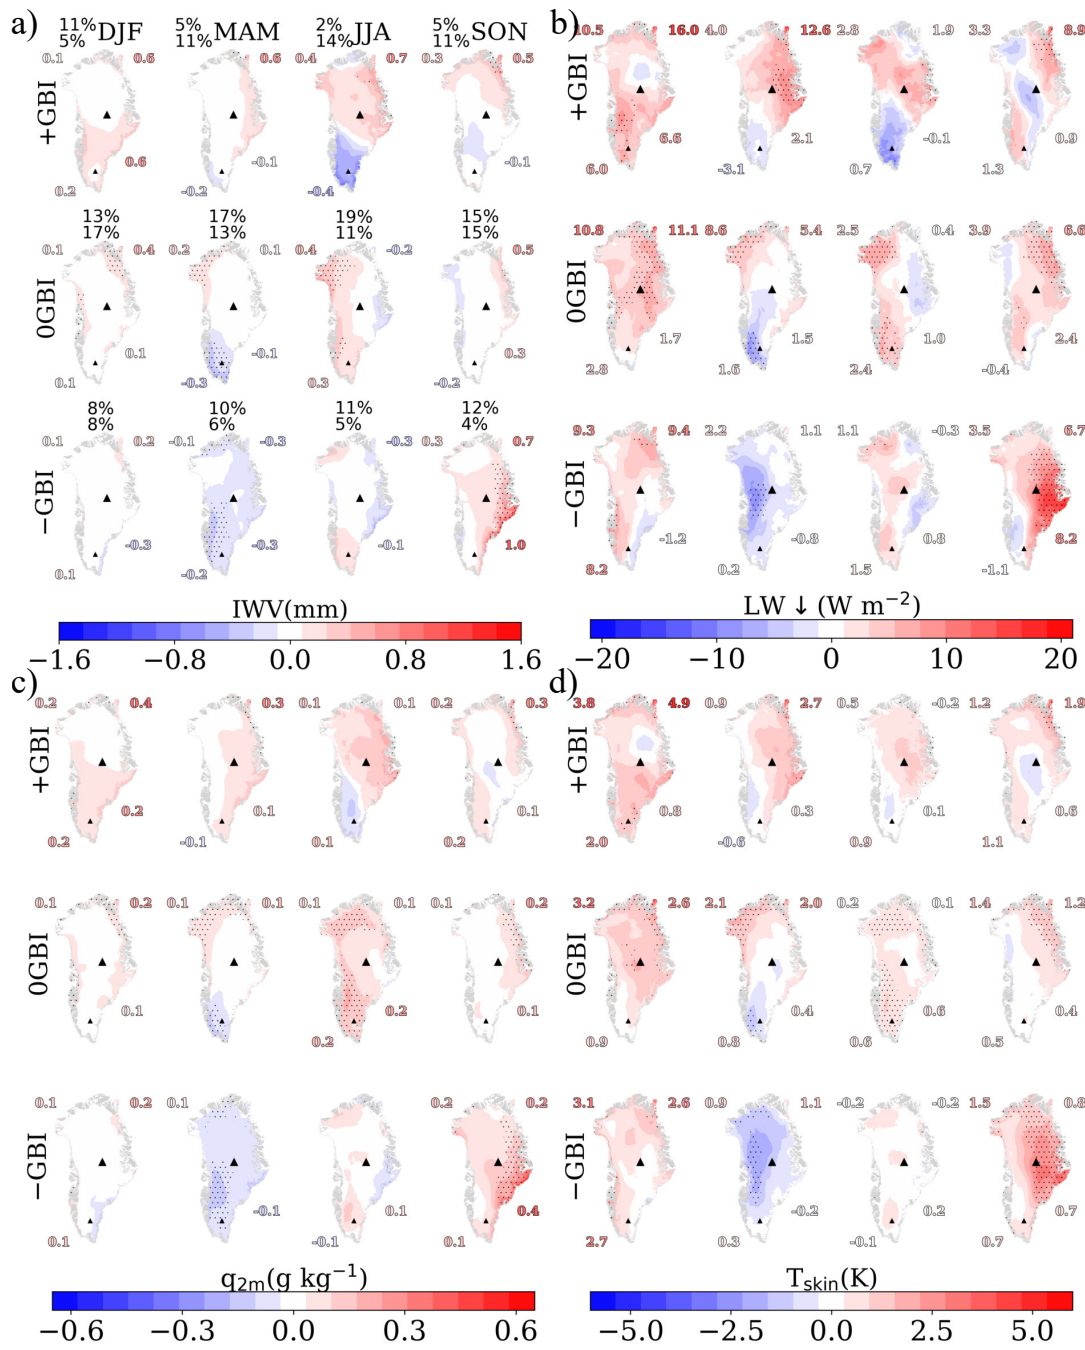 a)
11% 5% DJF 5% 11% MAM 2% 14% JJA 5% 11% SON
+GBI
0.1 0.6 0.6 0.4 0.7 0.3 0.5
0.2 0.6 -0.2 -0.1 -0.4 -0.1
13% 17% 19% 15%
17% 13% 11% 15%
0GBI
0.1 0.4 0.2 0.1 0.4 -0.2 0.5
0.1 0.1 -0.3 -0.1 0.3 -0.2 0.3
8% 10% 11% 12%
8% 6% 5% 4%
−GBI
0.2 -0.1 -0.3 -0.3 0.3 0.7
0.1 -0.3 -0.2 -0.3 -0.1 1.0
IWV(mm)
−1.6 −0.8 0.0 0.8 1.6
b)
+GBI
10.5 16.0 4.0 12.6 2.8 1.9 3.3 8.9
6.0 6.6 -3.1 2.1 0.7 -0.1 1.3 0.9
0GBI
10.8 11.1 8.6 5.4 2.5 0.4 3.9 6.6
2.8 1.7 1.6 1.5 2.4 1.0 -0.4 2.4
−GBI
9.3 9.4 2.2 1.1 1.1 -0.3 3.5 6.7
8.2 -1.2 0.2 -0.8 1.5 0.8 -1.1 8.2
LW ↓ (W m−2)
−20 −10 0 10 20
c)
+GBI
0.2 0.4 0.3 0.1 0.1 0.3
0.2 0.2 -0.1 0.1 0.1 0.2 0.1
0GBI
0.1 0.2 0.1 0.1 0.1 0.1 0.2
0.1 0.2 0.2 0.1
−GBI
0.1 0.2 0.1 0.2 0.2
0.1 -0.1 -0.1 0.1 0.1 0.4
q2m(g kg−1)
−0.6 −0.3 0.0 0.3 0.6
d)
+GBI
3.8 4.9 0.9 2.7 0.5 -0.2 1.2 1.9
2.0 0.8 -0.6 0.3 0.9 0.1 1.1 0.6
0GBI
3.2 2.6 2.1 2.0 0.2 0.1 1.4 1.2
0.9 0.8 0.4 0.6 0.6 0.5 0.4
−GBI
3.1 2.6 0.9 1.1 -0.2 -0.2 1.5 0.8
2.7 0.3 -0.2 -0.1 0.2 0.7 0.7
Tskin(K)
−5.0 −2.5 0.0 2.5 5.0